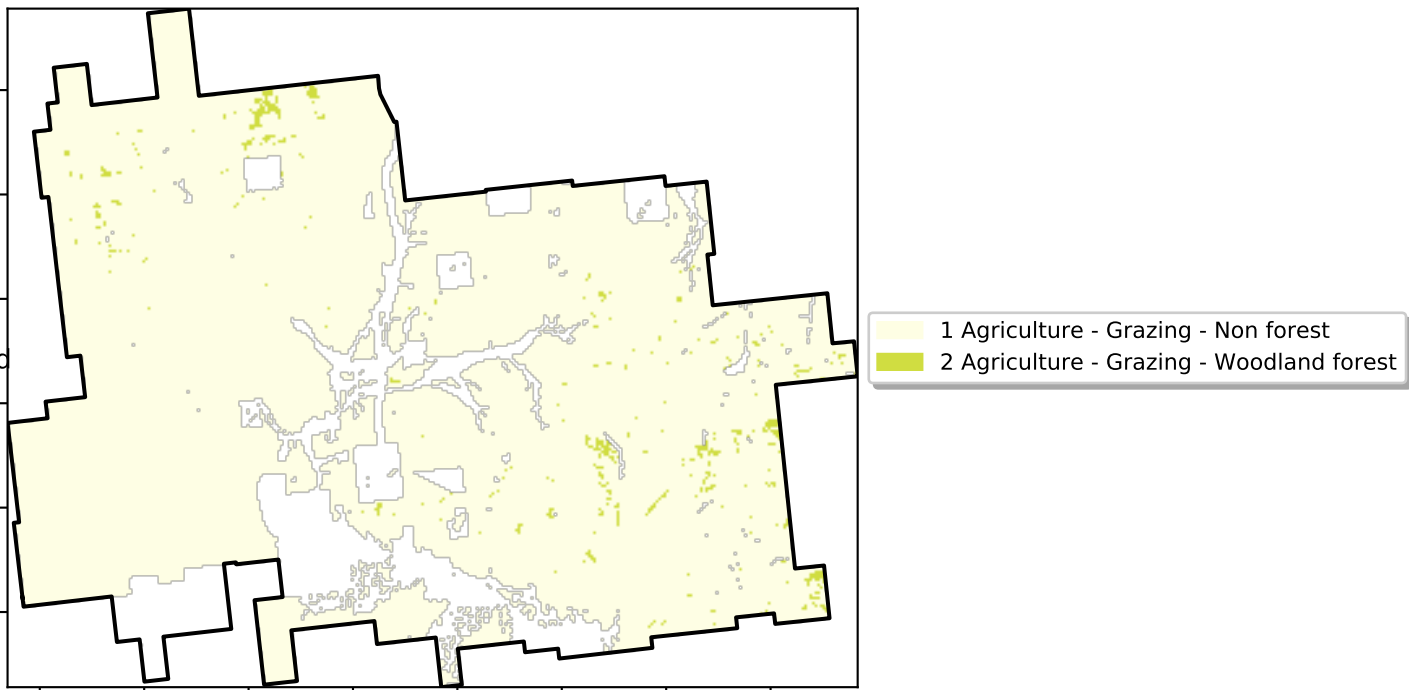 1 Agriculture - Grazing - Non forest
2 Agriculture - Grazing - Woodland forest